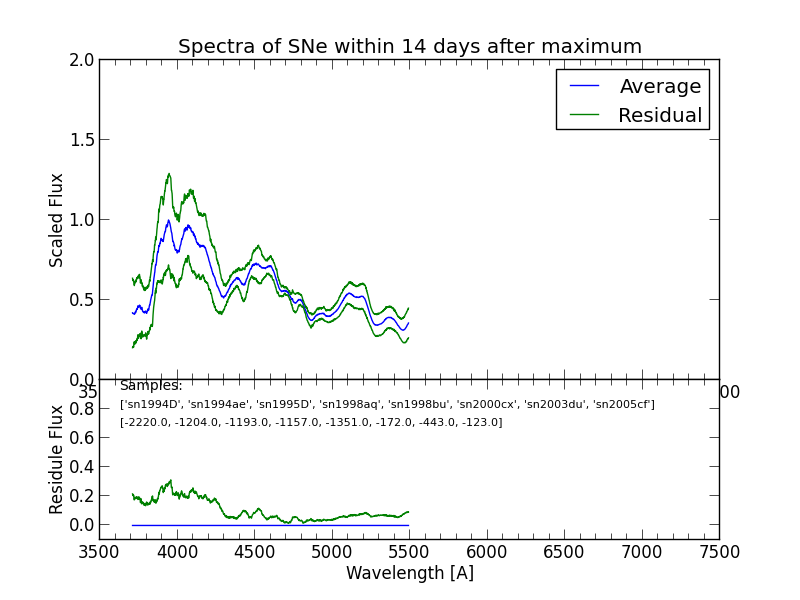 Spectra of SNe within 14 days after maximum
Average
Residual
2.0
1.5
1.0
0.5
0.0
Scaled Flux
35
00
Samples:
['sn1994D', 'sn1994ae', 'sn1995D', 'sn1998aq', 'sn1998bu', 'sn2000cx', 'sn2003du', 'sn2005cf']
[-2220.0, -1204.0, -1193.0, -1157.0, -1351.0, -172.0, -443.0, -123.0]
0.8
0.6
0.4
0.2
0.0
Residule Flux
3500 4000 4500 5000 5500 6000 6500 7000 7500
Wavelength [A]